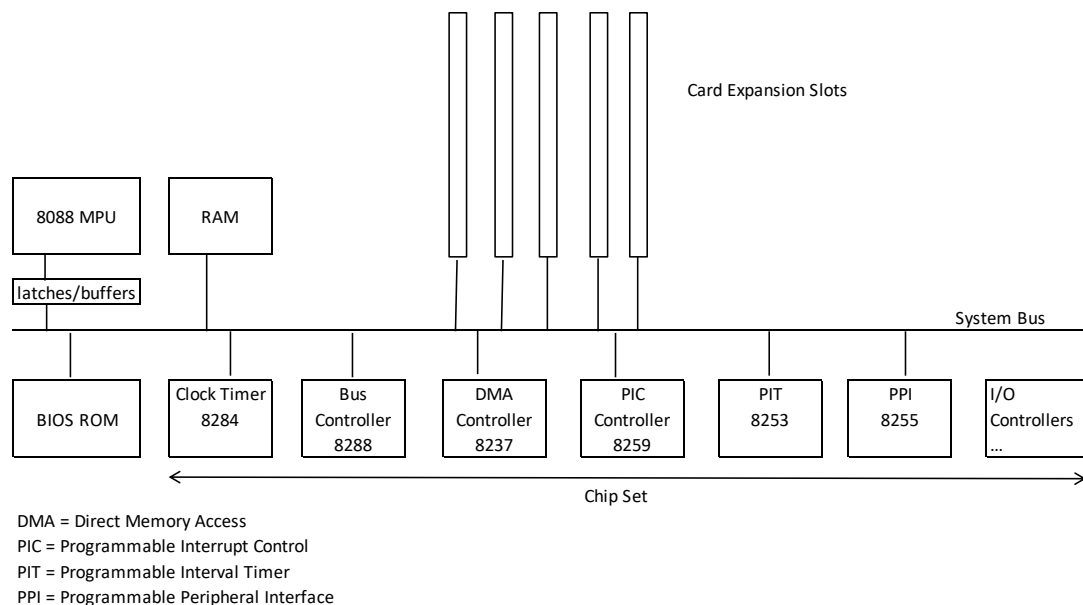 Card Expansion Slots
8088 MPU
RAM
latches/buffers
System Bus
BIOS ROM
Clock Timer
8284
Bus
Controller
8288
DMA
Controller
8237
PIC
Controller
8259
PIT
8253
PPI
8255
I/O
Controllers
...
Chip Set
DMA = Direct Memory Access
PIC = Programmable Interrupt Control
PIT = Programmable Interval Timer
PPI = Programmable Peripheral Interface